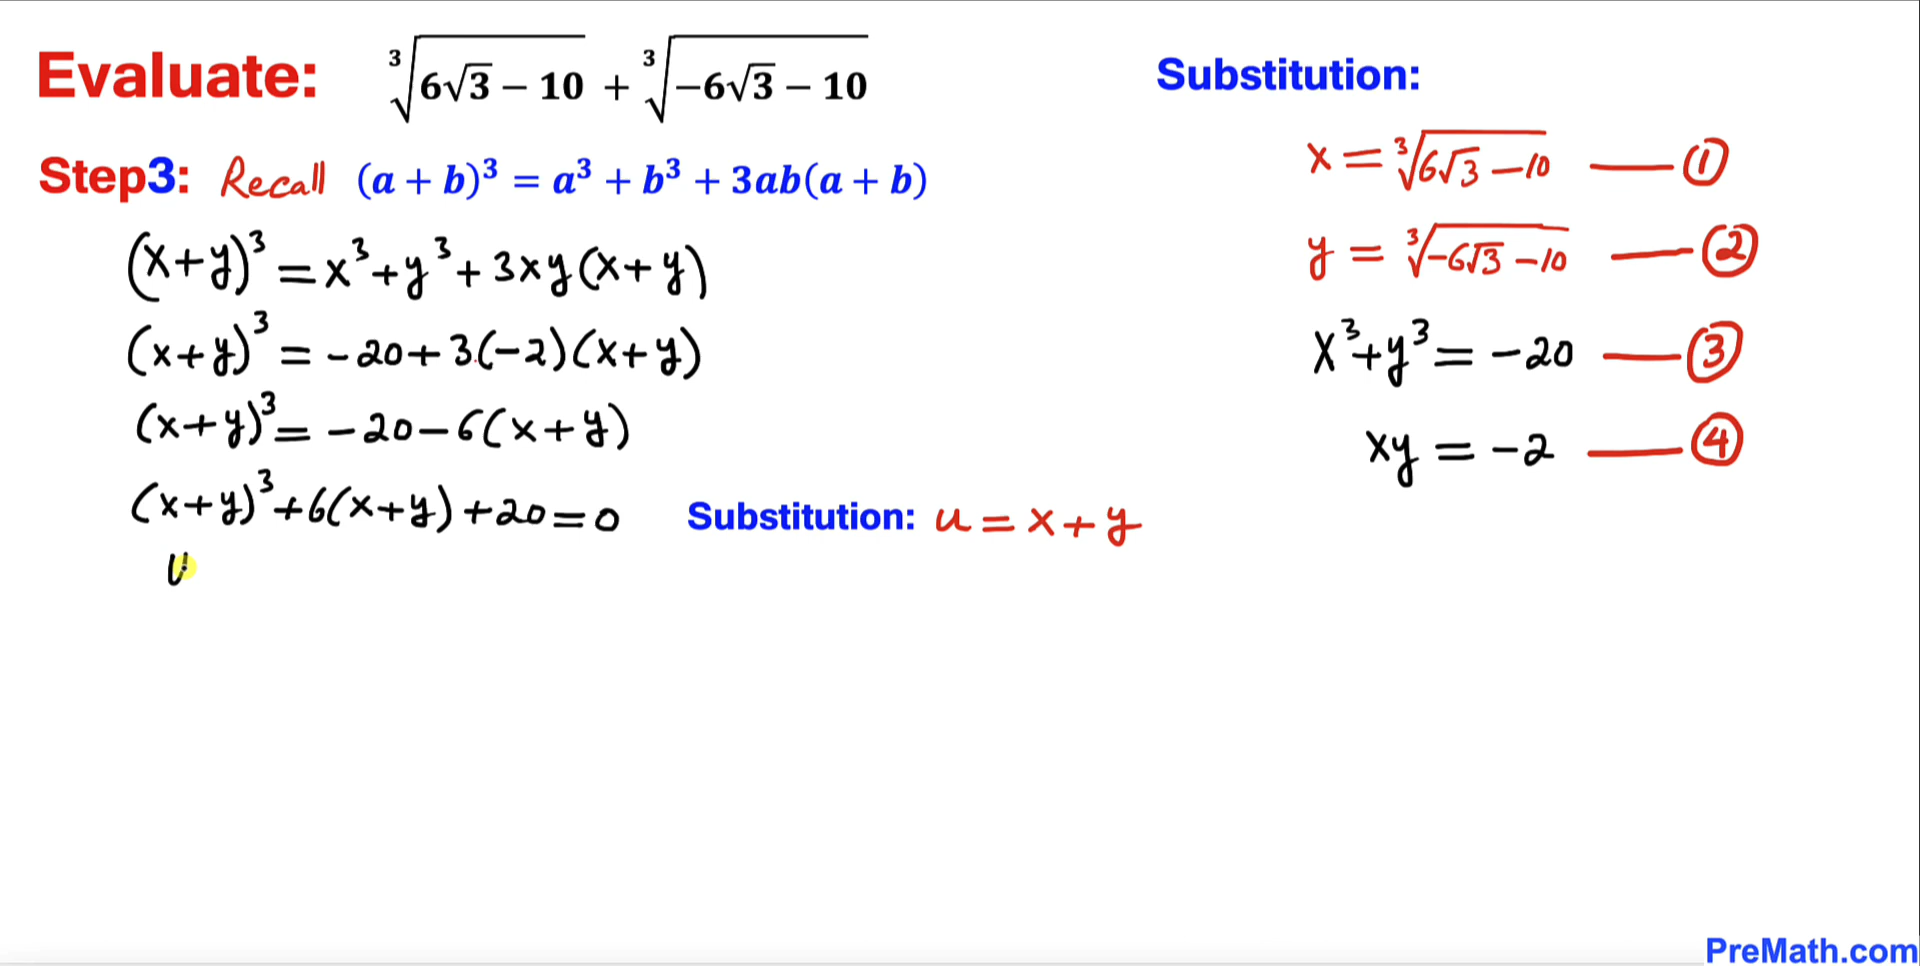 Evaluate: ∛(6√3 − 10) + ∛(−6√3 − 10)
Step3: Recall (a + b)³ = a³ + b³ + 3ab(a + b)
(x+y)³ = x³+y³+3xy(x+y)
(x+y)³ = -20+3.(-2)(x+y)
(x+y)³ = -20-6(x+y)
(x+y)³+6(x+y)+20=0 Substitution: u = x+y
u
Substitution:
x = ∛(6√3 −10) —— ①
y = ∛(−6√3 −10) —— ②
x³+y³ = -20 —— ③
xy = -2 —— ④
PreMath.com